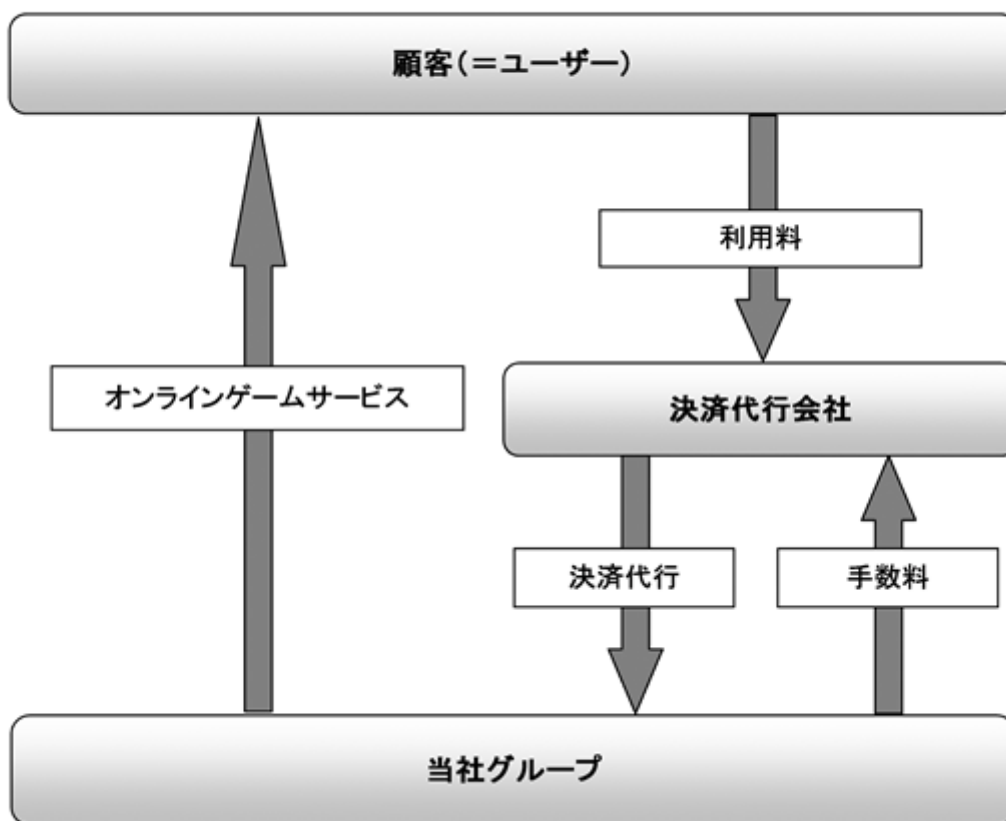 顧客(=ユーザー)
利用料
オンラインゲームサービス
決済代行会社
決済代行
手数料
当社グループ